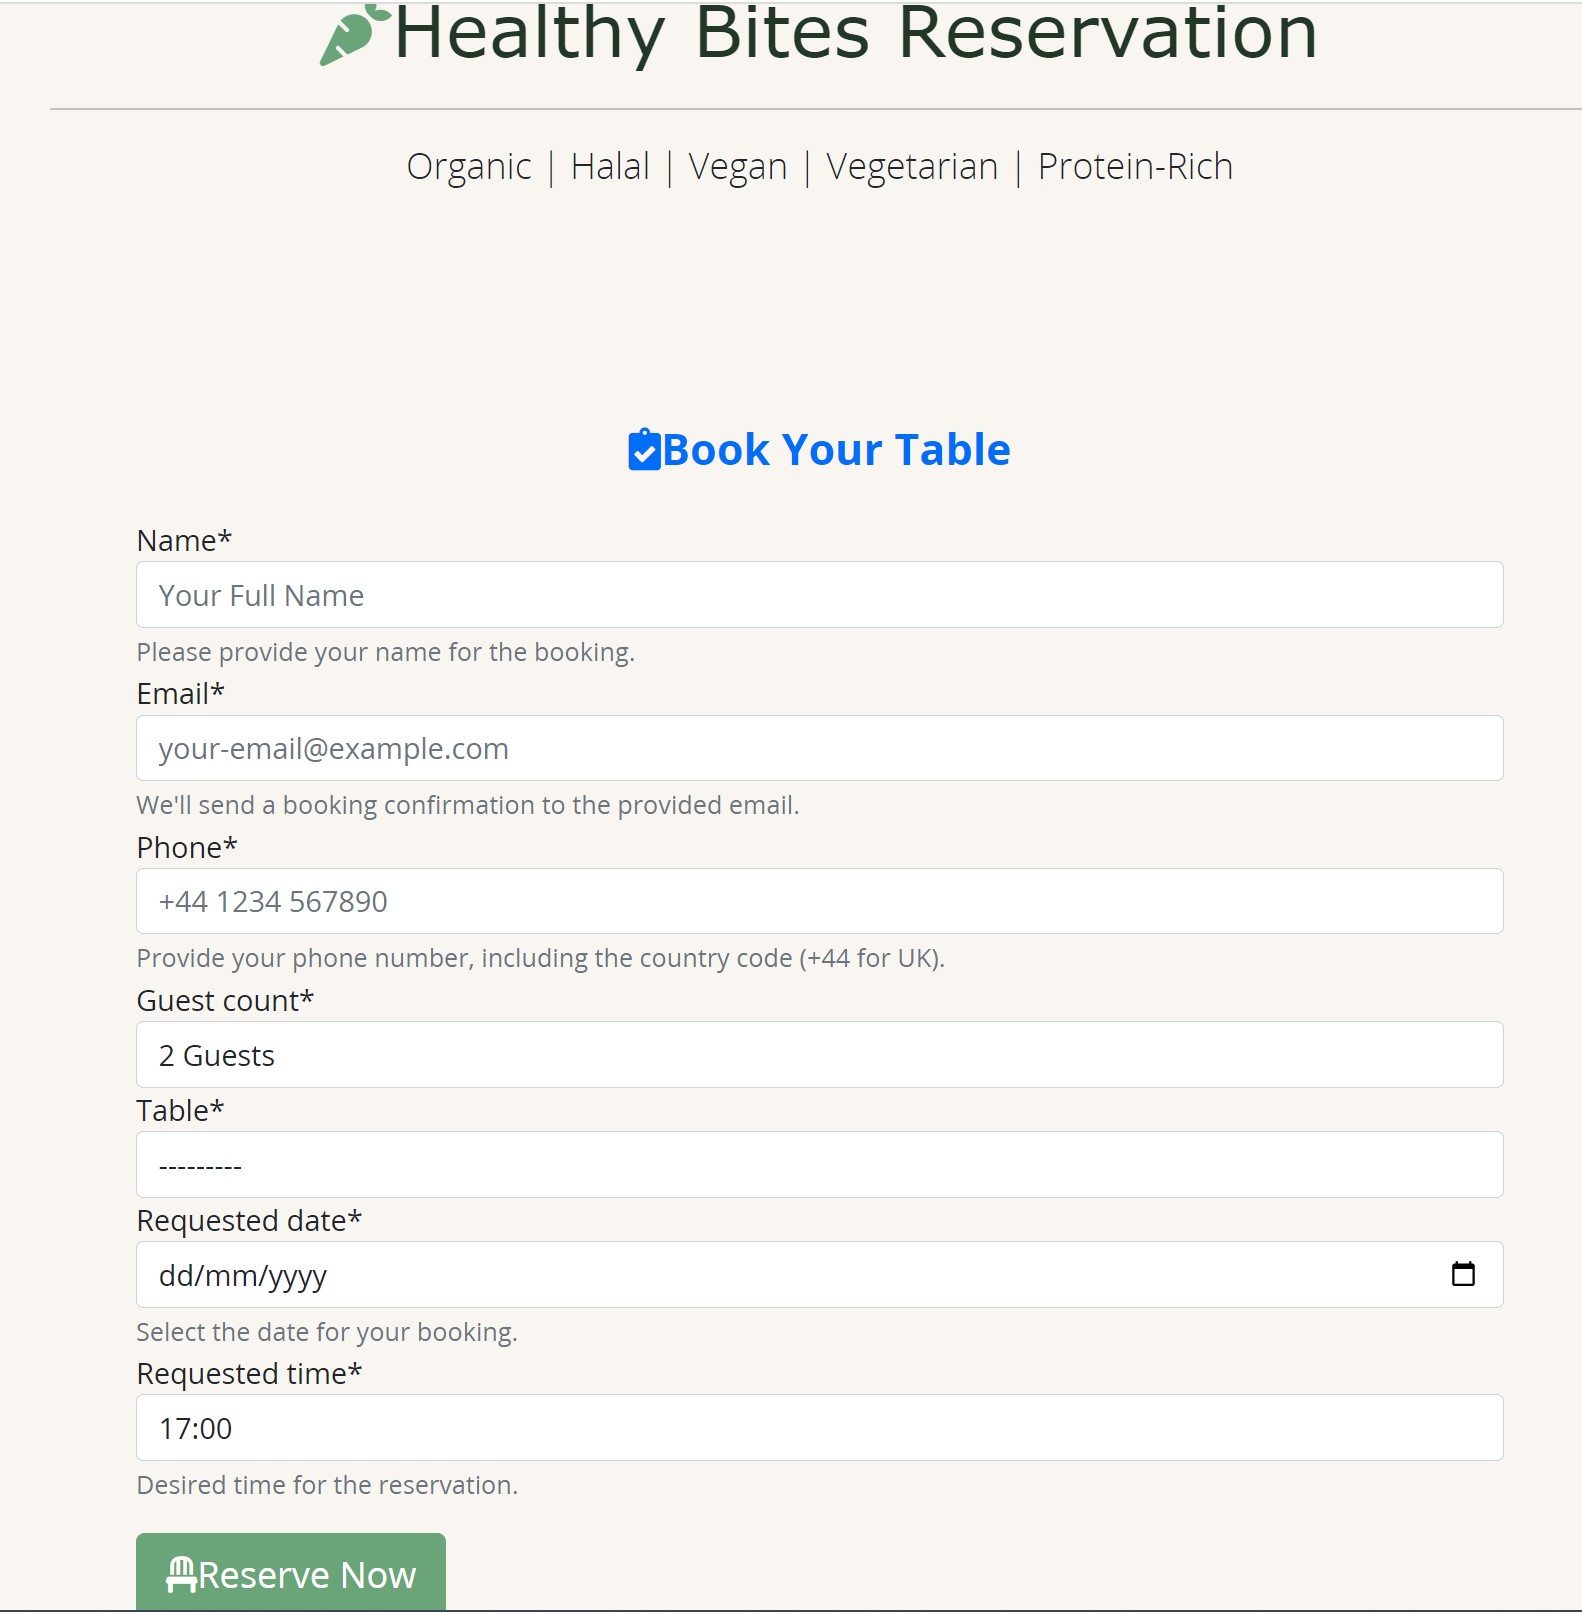 Healthy Bites Reservation
Organic | Halal | Vegan | Vegetarian | Protein-Rich
Book Your Table
Name*
Your Full Name
Please provide your name for the booking.
Email*
your-email@example.com
We'll send a booking confirmation to the provided email.
Phone*
+44 1234 567890
Provide your phone number, including the country code (+44 for UK).
Guest count*
2 Guests
Table*
---------
Requested date*
dd/mm/yyyy
Select the date for your booking.
Requested time*
17:00
Desired time for the reservation.
Reserve Now